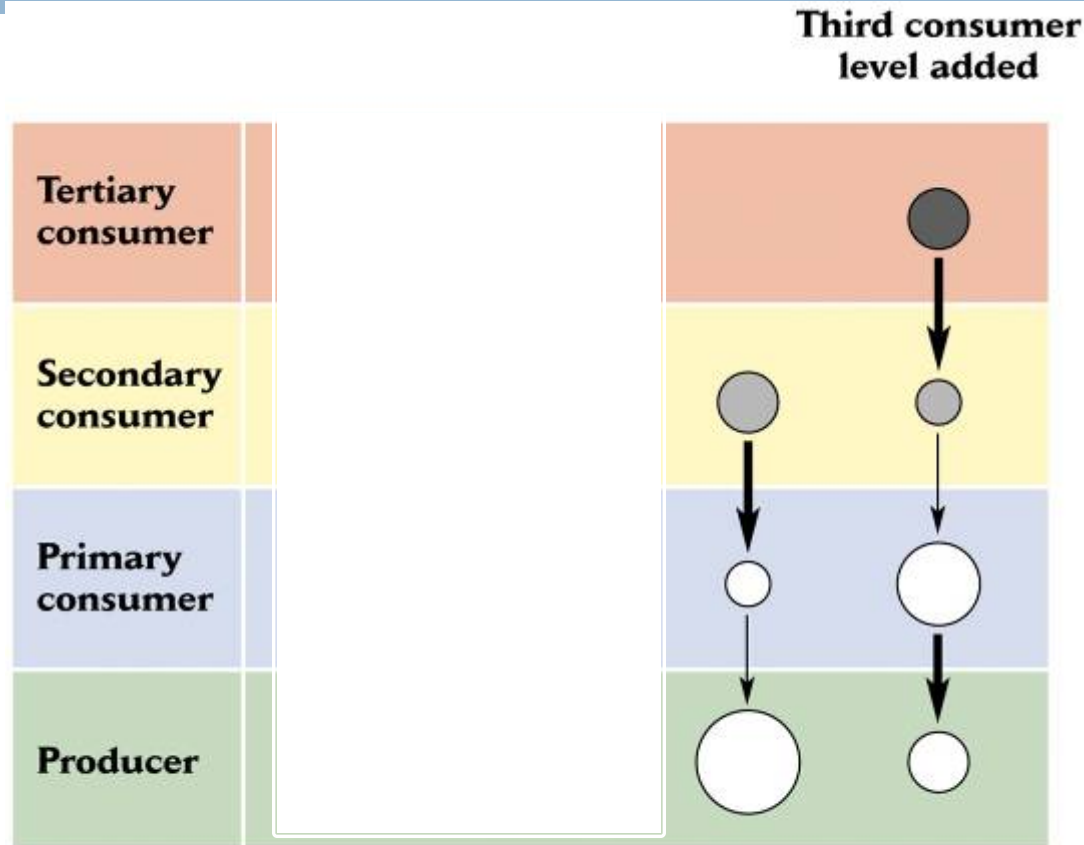 Third consumer
level added
Tertiary
consumer
Secondary
consumer
Primary
consumer
Producer